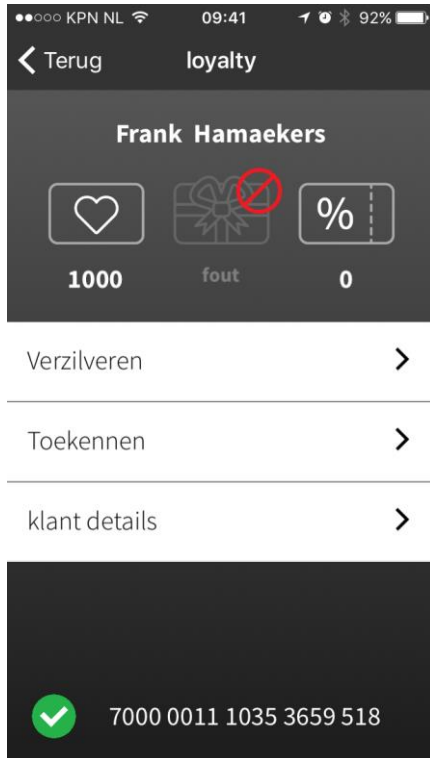 KPN NL 09:41 92%
Terug loyalty
Frank Hamaekers
%
1000 fout 0
Verzilveren
Toekennen
klant details
7000 0011 1035 3659 518